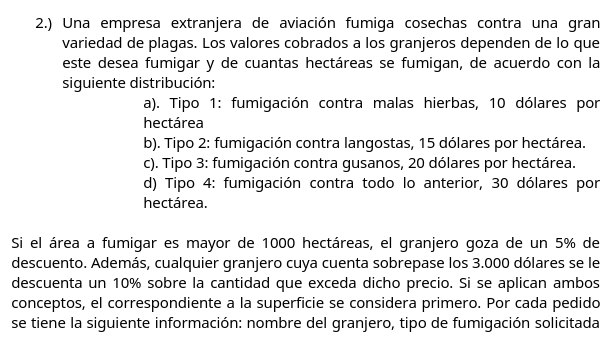 2.) Una empresa extranjera de aviación fumiga cosechas contra una gran
variedad de plagas. Los valores cobrados a los granjeros dependen de lo que
este desea fumigar y de cuantas hectáreas se fumigan, de acuerdo con la
siguiente distribución:
a). Tipo 1: fumigación contra malas hierbas, 10 dólares por
hectárea
b). Tipo 2: fumigación contra langostas, 15 dólares por hectárea.
c). Tipo 3: fumigación contra gusanos, 20 dólares por hectárea.
d) Tipo 4: fumigación contra todo lo anterior, 30 dólares por
hectárea.
Si el área a fumigar es mayor de 1000 hectáreas, el granjero goza de un 5% de
descuento. Además, cualquier granjero cuya cuenta sobrepase los 3.000 dólares se le
descuenta un 10% sobre la cantidad que exceda dicho precio. Si se aplican ambos
conceptos, el correspondiente a la superficie se considera primero. Por cada pedido
se tiene la siguiente información: nombre del granjero, tipo de fumigación solicitada